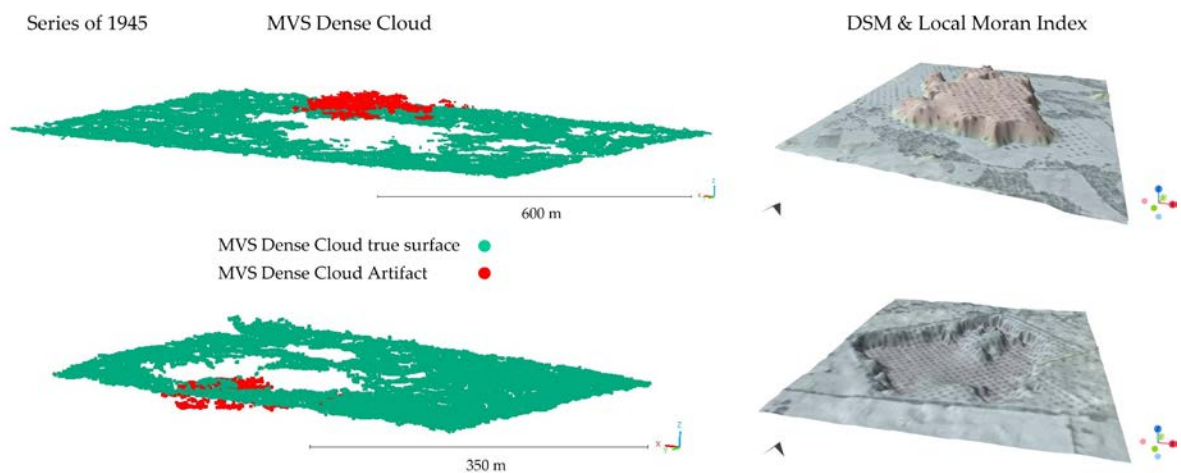 Series of 1945
MVS Dense Cloud
DSM & Local Moran Index
600 m
MVS Dense Cloud true surface
MVS Dense Cloud Artifact
350 m